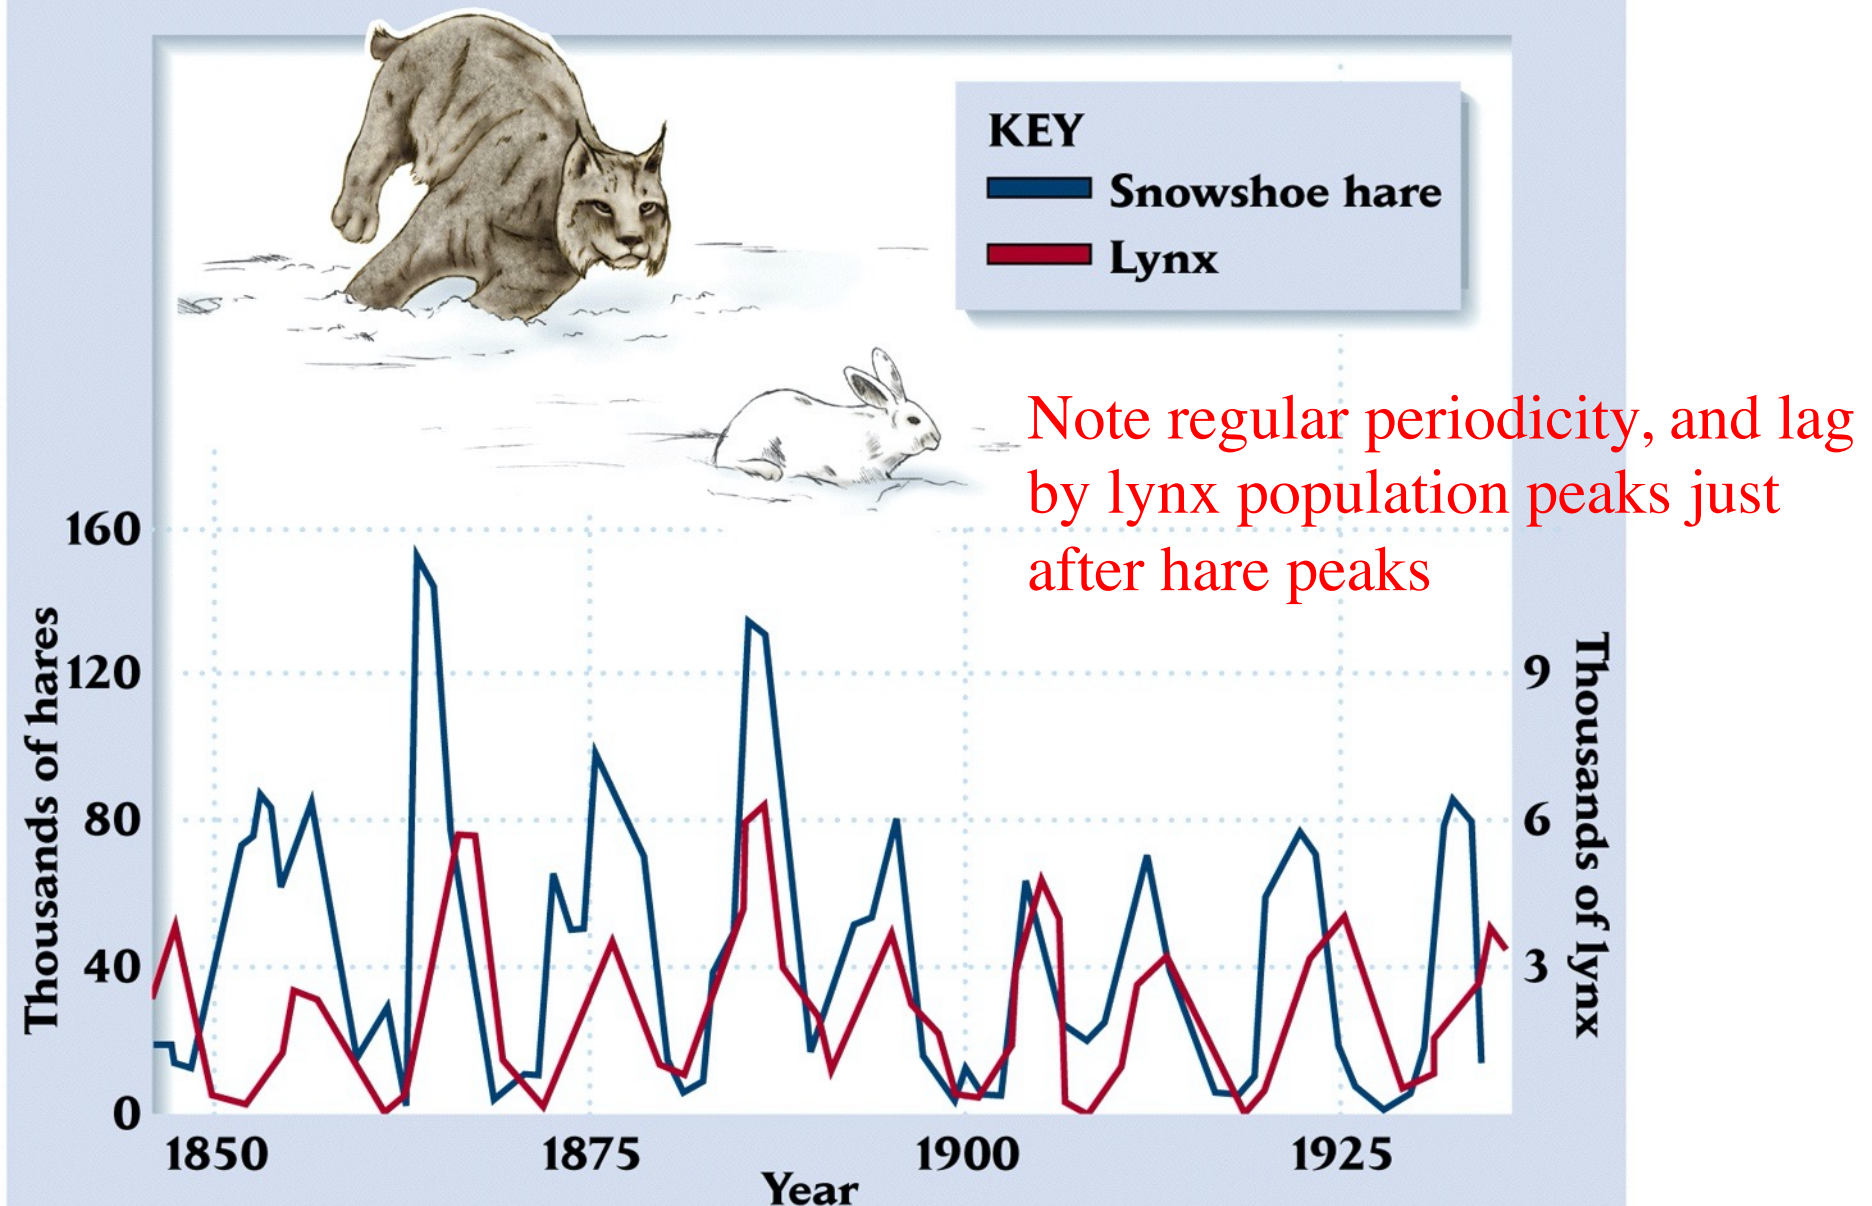 KEY
Snowshoe hare
Lynx
Note regular periodicity, and lag
by lynx population peaks just
after hare peaks
160
120
80
40
0
Thousands of hares
9
6
3
Thousands of lynx
1850
1875
1900
1925
Year